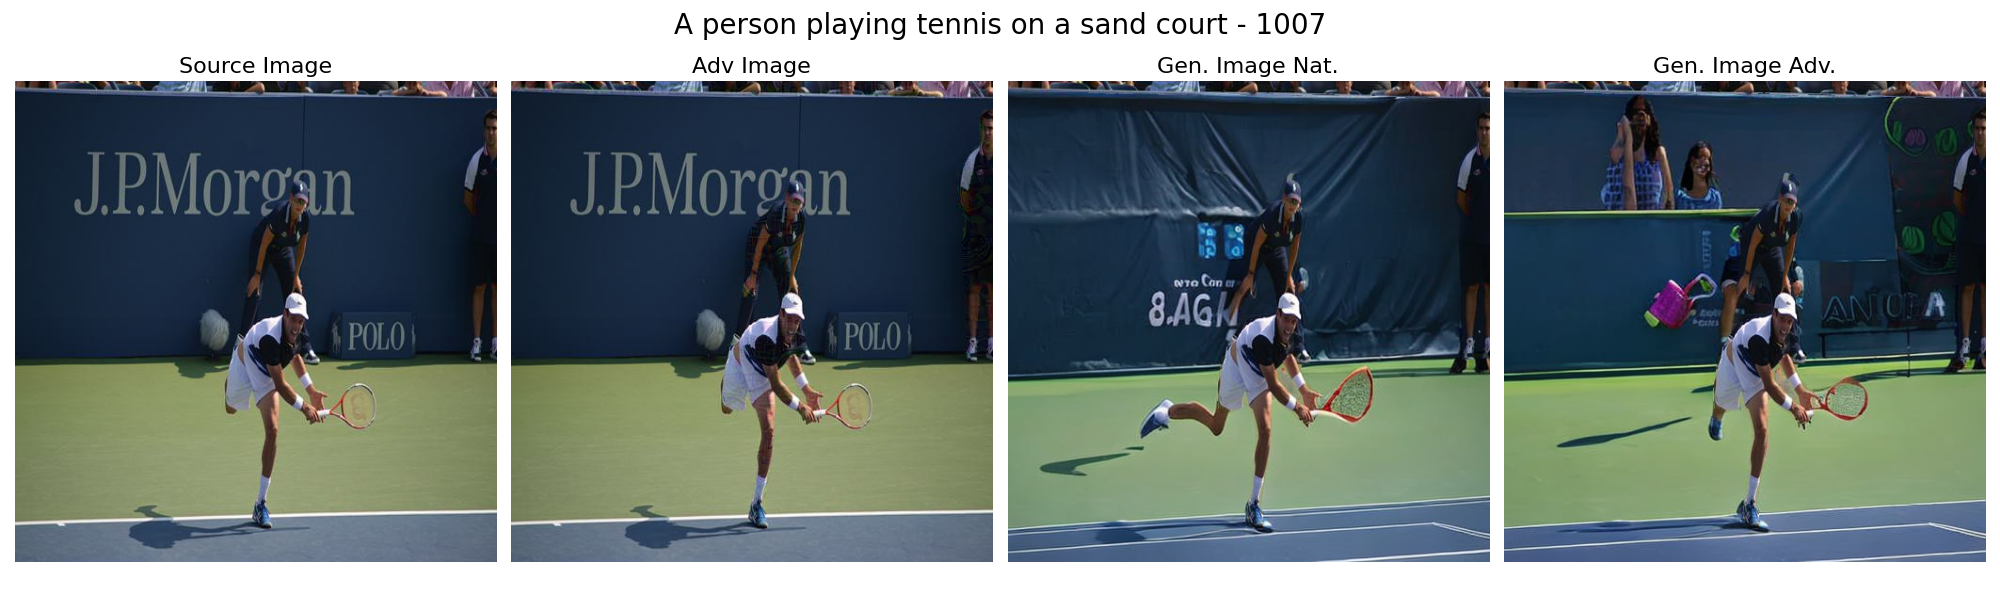 A person playing tennis on a sand court - 1007
Source Image
Adv Image
Gen. Image Nat.
Gen. Image Adv.
J.P.Morgan
J.P.Morgan
POLO
POLO
8.AGK